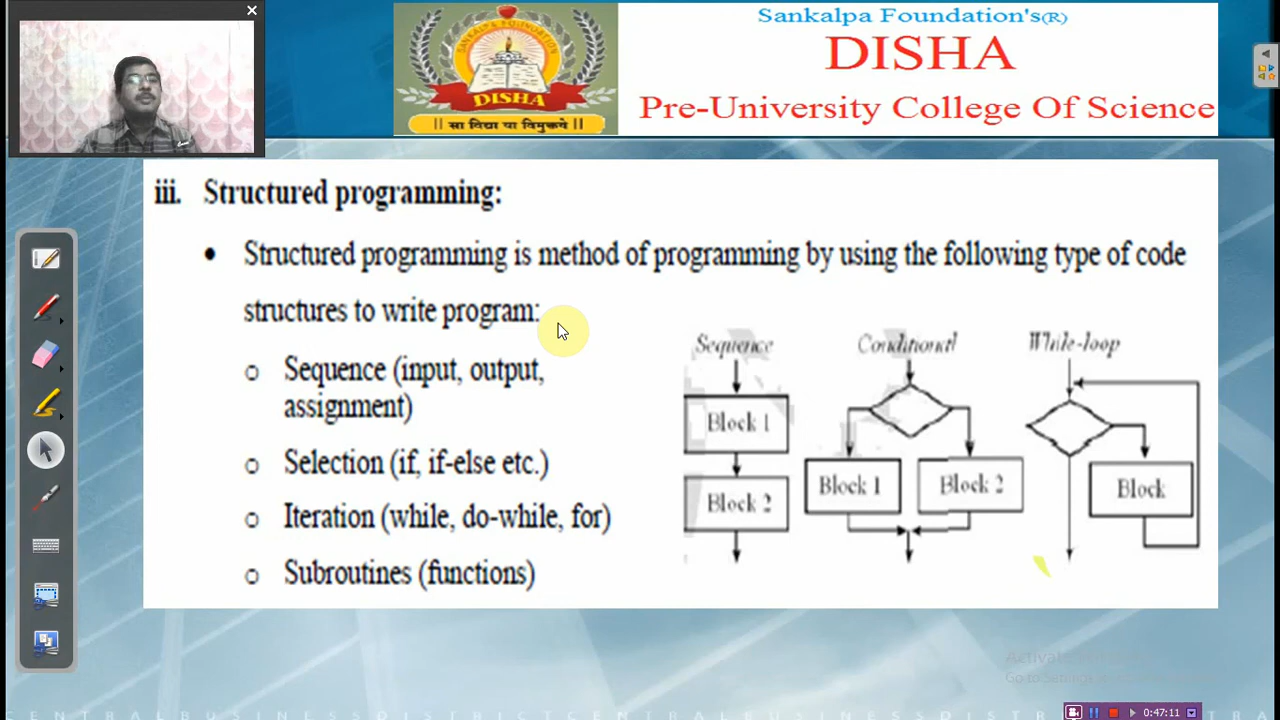 Sankalpa Foundation's(R)
DISHA
Pre-University College Of Science
SANKALPA FOUNDATION
DISHA
|| सा विद्या या विमुक्तये ||
iii. Structured programming:
• Structured programming is method of programming by using the following type of code
structures to write program:
o Sequence (input, output,
assignment)
o Selection (if, if-else etc.)
o Iteration (while, do-while, for)
o Subroutines (functions)
Sequence
Block 1
Block 2
Conditional
Block 1
Block 2
While-loop
Block
0:47:11